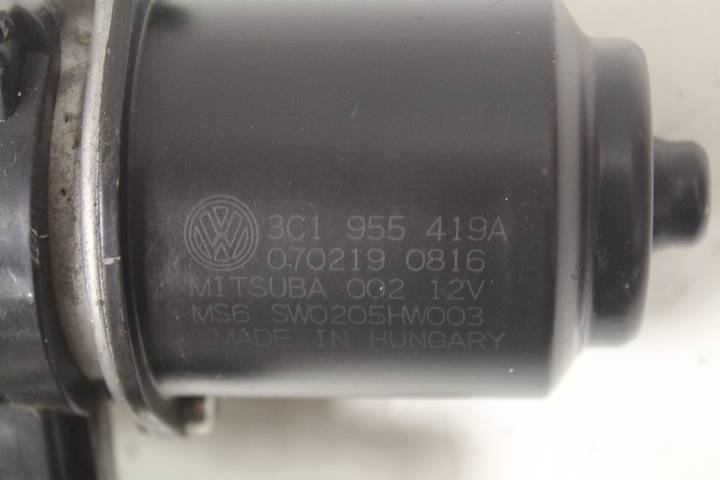 3C1 955 419A
070219 0816
MITSUBA 002 12V
MS6 SW0205HW003
MADE IN HUNGARY